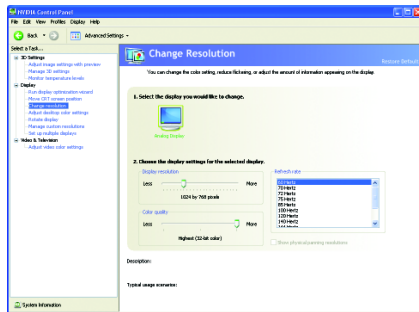 NVIDIA Control Panel
File Edit View Profiles Display Help
Back
Advanced Settings
Select a Task...
3D Settings
Adjust image settings with preview
Manage 3D settings
Monitor temperature levels
Display
Run display optimization wizard
Move CRT screen position
Change resolution
Adjust desktop color settings
Rotate display
Manage custom resolutions
Set up multiple displays
Video & Television
Adjust video color settings
System Information
Change Resolution
Restore Default
You can change the color setting, reduce flickering, or adjust the amount of information appearing on the display.
1. Select the display you would like to change.
Analog Display
2. Choose the display settings for the selected display.
Display resolution
Less More
1024 by 768 pixels
Color quality
Less More
Highest (32-bit color)
Refresh rate
60 Hertz
70 Hertz
72 Hertz
75 Hertz
85 Hertz
100 Hertz
120 Hertz
140 Hertz
Show physical panning resolutions
Description:
Typical usage scenarios: